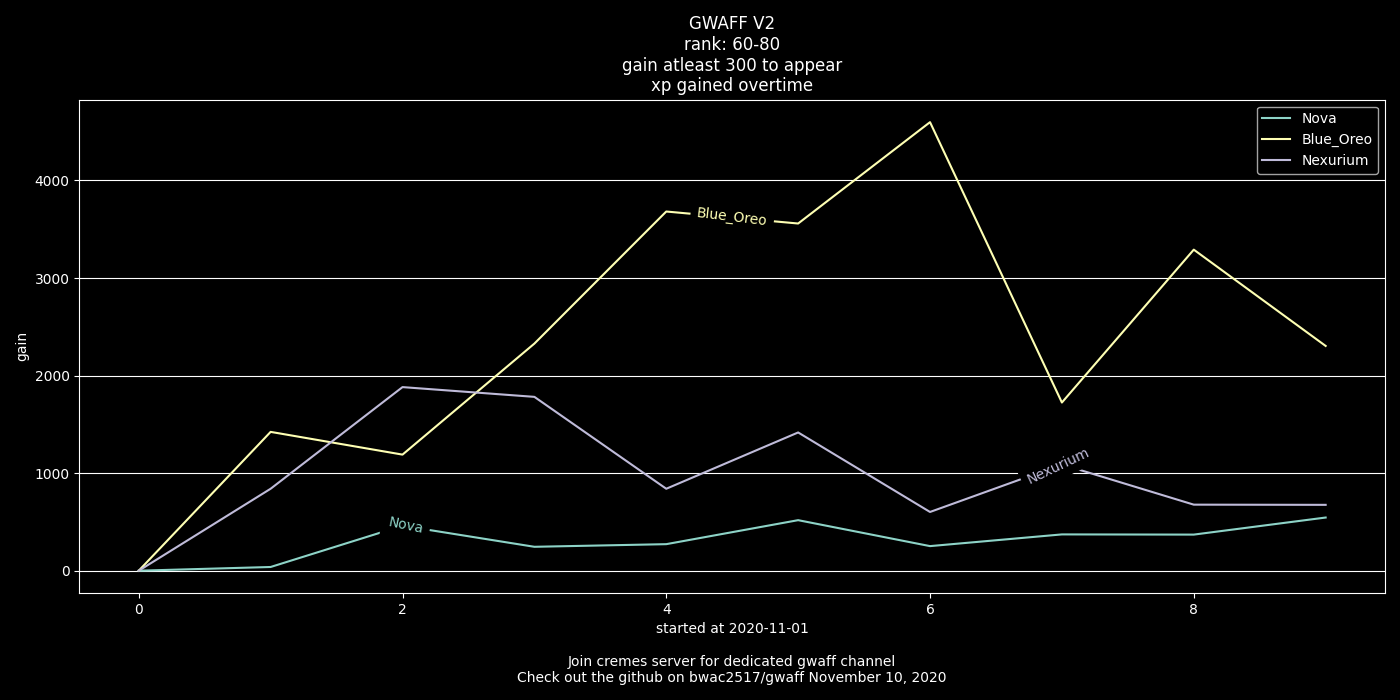 GWAFF V2
rank: 60-80
gain atleast 300 to appear
xp gained overtime
Nova
Blue_Oreo
Nexurium
4000
3000
2000
1000
0
gain
Blue_Oreo
Nexurium
Nova
0
2
4
6
8
started at 2020-11-01
Join cremes server for dedicated gwaff channel
Check out the github on bwac2517/gwaff November 10, 2020